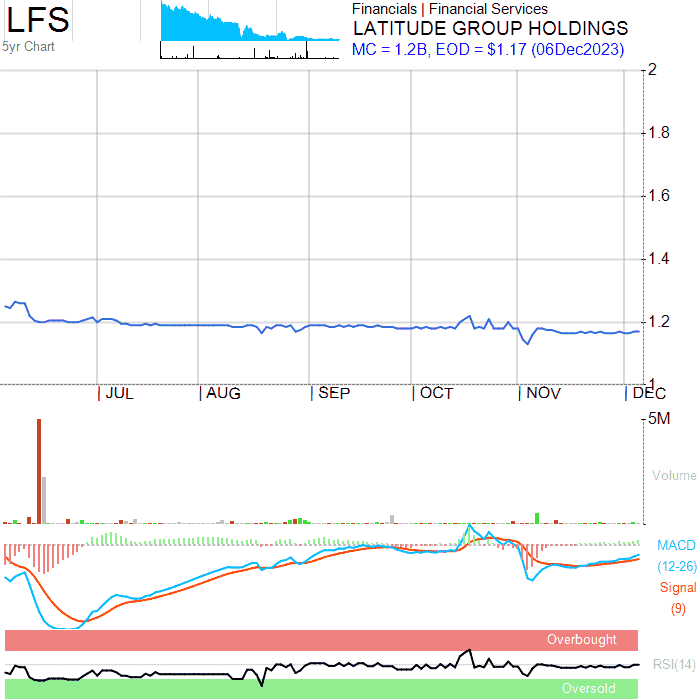 LFS
5yr Chart
Financials | Financial Services
LATITUDE GROUP HOLDINGS
MC = 1.2B, EOD = $1.17 (06Dec2023)
2
1.8
1.6
1.4
1.2
1
JUL
AUG
SEP
OCT
NOV
DEC
5M
Volume
MACD
(12-26)
Signal
(9)
Overbought
RSI(14)
Oversold